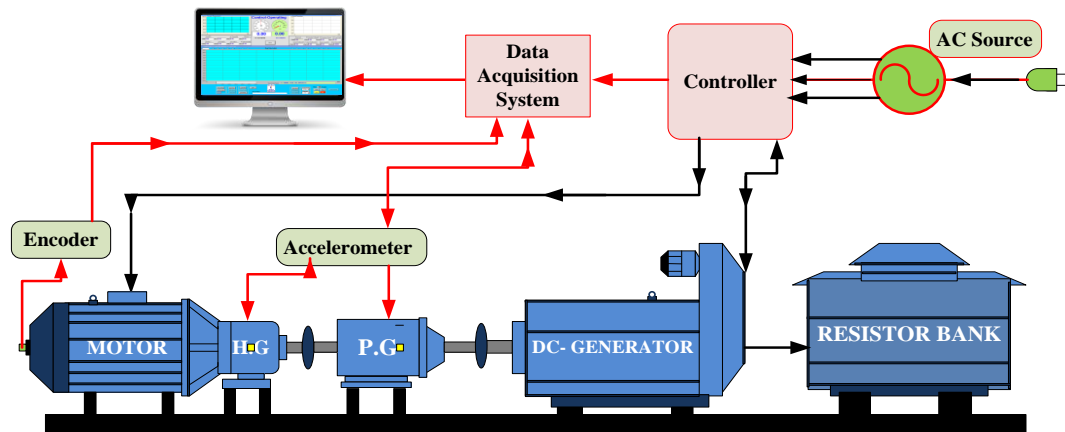 Data
Acquisition
System
Controller
AC Source
Encoder
Accelerometer
MOTOR
H.G
P.G
DC- GENERATOR
RESISTOR BANK